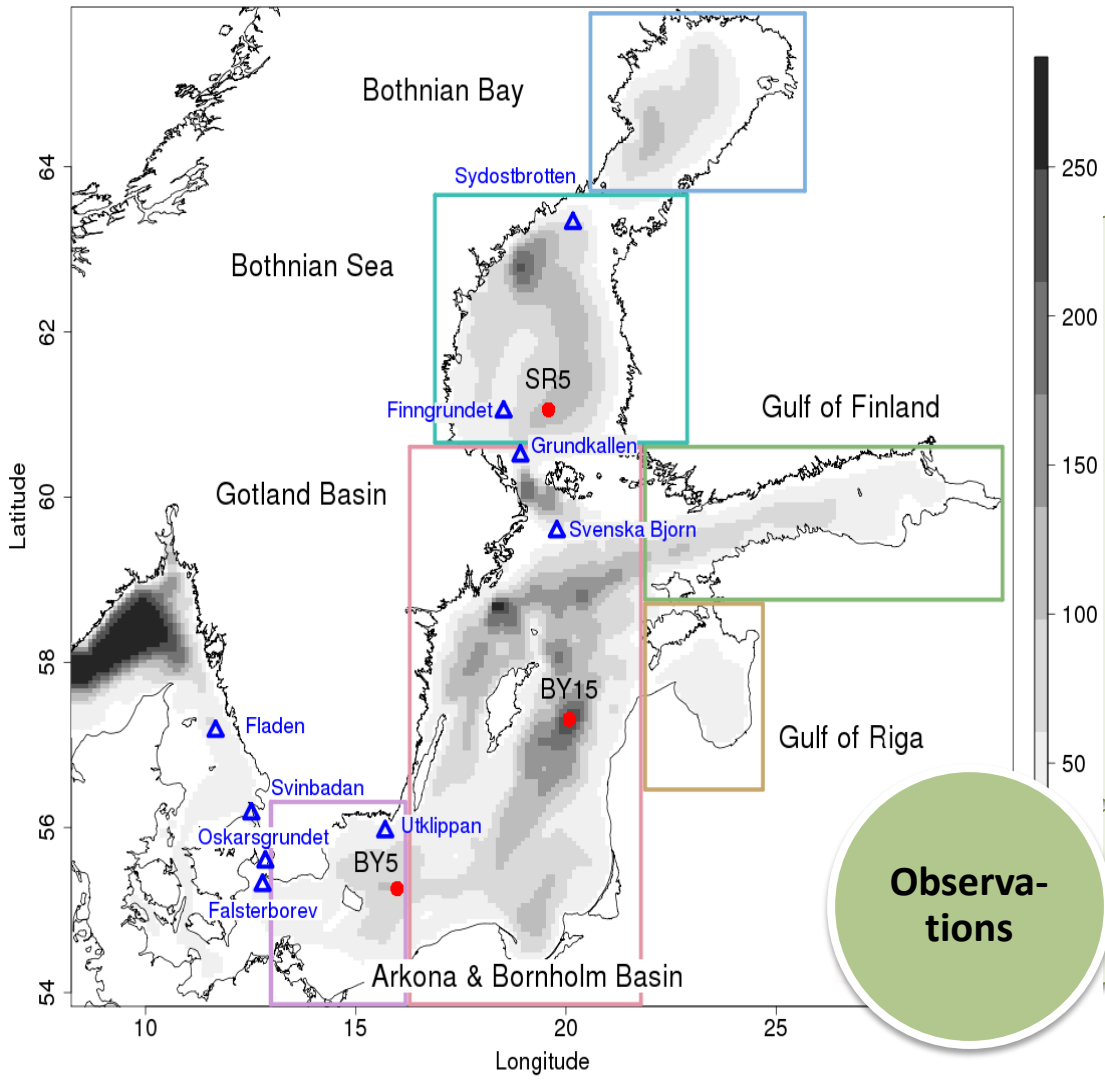 Bothnian Bay
Sydostbrotten
Bothnian Sea
SR5
Finngrundet
Grundkallen
Gulf of Finland
Gotland Basin
Svenska Bjorn
BY15
Fladen
Gulf of Riga
Svinbadan
Oskarsgrundet
Utklippan
BY5
Falsterborev
Arkona & Bornholm Basin
Observa-
tions
64
62
60
58
56
54
Latitude
10
15
20
25
Longitude
250
200
150
100
50